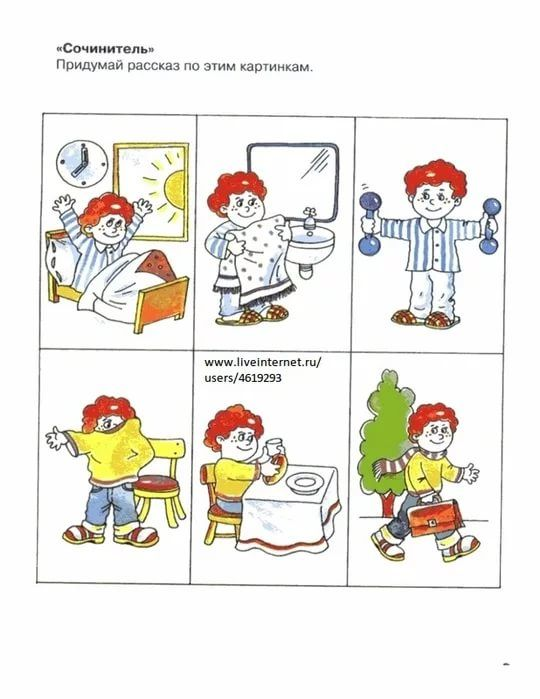 «Сочинитель»
Придумай рассказ по этим картинкам.
www.liveinternet.ru/
users/4619293